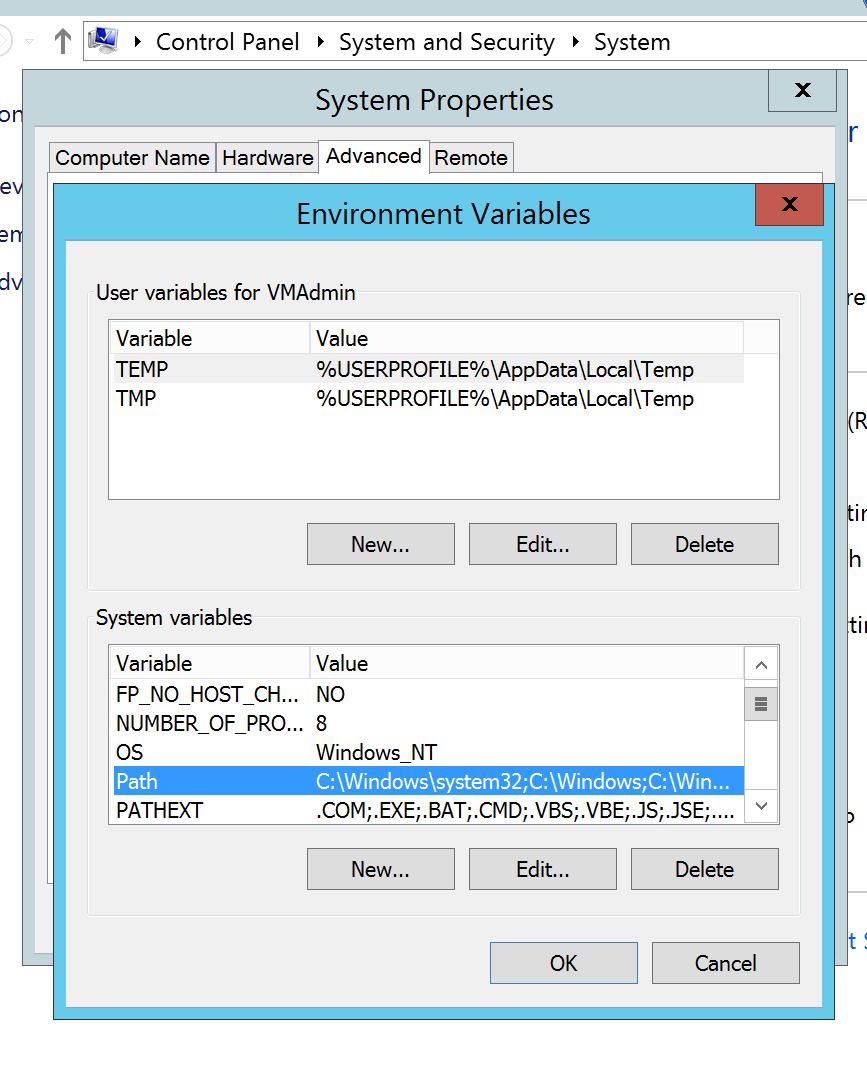 Control Panel System and Security System
System Properties
Computer Name Hardware Advanced Remote
Environment Variables
User variables for VMAdmin
Variable Value
TEMP %USERPROFILE%\AppData\Local\Temp
TMP %USERPROFILE%\AppData\Local\Temp
New... Edit... Delete
System variables
Variable Value
FP_NO_HOST_CH... NO
NUMBER_OF_PRO... 8
OS Windows_NT
Path C:\Windows\system32;C:\Windows;C:\Win...
PATHEXT .COM;.EXE;.BAT;.CMD;.VBS;.VBE;.JS;.JSE;....
New... Edit... Delete
OK Cancel